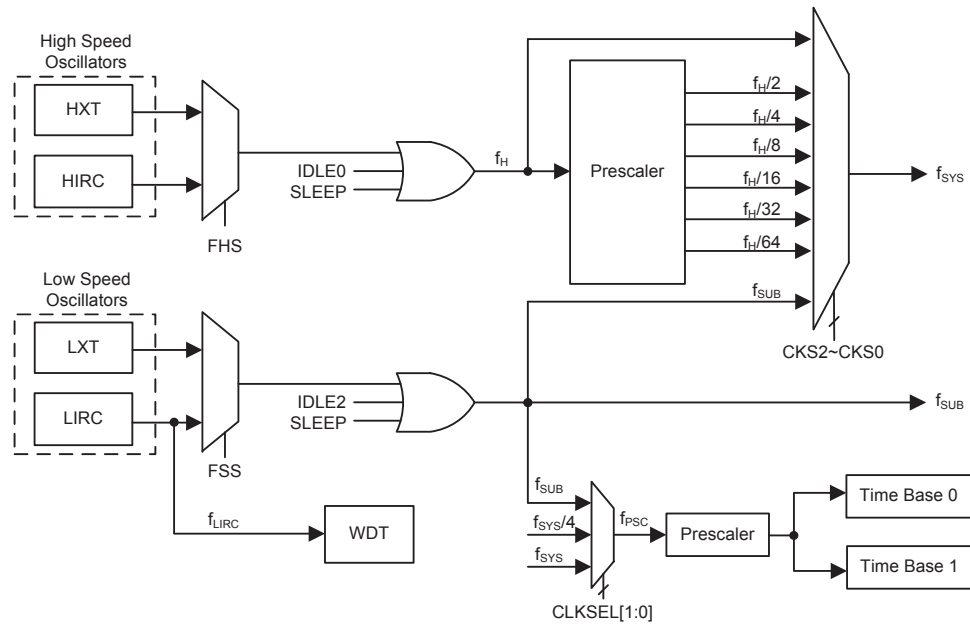 High Speed
Oscillators
HXT
HIRC
FHS
IDLE0
SLEEP
fH
Prescaler
fH/2
fH/4
fH/8
fH/16
fH/32
fH/64
fSUB
CKS2~CKS0
fSYS
Low Speed
Oscillators
LXT
LIRC
FSS
IDLE2
SLEEP
fSUB
fLIRC
WDT
fSUB
fSYS/4
fSYS
CLKSEL[1:0]
fPSC
Prescaler
Time Base 0
Time Base 1